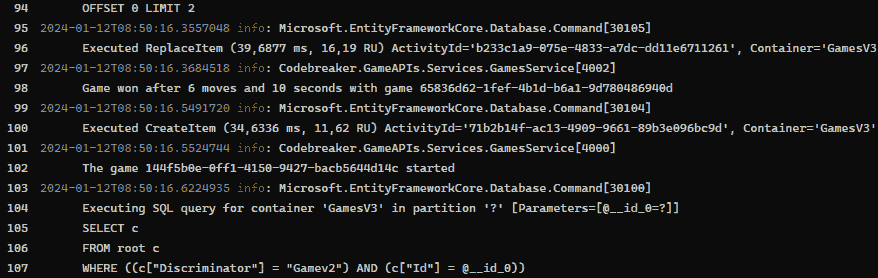 94 OFFSET 0 LIMIT 2
95 2024-01-12T08:50:16.3557048 info: Microsoft.EntityFrameworkCore.Database.Command[30105]
96 Executed ReplaceItem (39,6877 ms, 16,19 RU) ActivityId='b233c1a9-075e-4833-a7dc-dd11e6711261', Container='GamesV3
97 2024-01-12T08:50:16.3684518 info: Codebreaker.GameAPIs.Services.GamesService[4002]
98 Game won after 6 moves and 10 seconds with game 65836d62-1fef-4b1d-b6a1-9d780486940d
99 2024-01-12T08:50:16.5491720 info: Microsoft.EntityFrameworkCore.Database.Command[30104]
100 Executed CreateItem (34,6336 ms, 11,62 RU) ActivityId='71b2b14f-ac13-4909-9661-89b3e096bc9d', Container='GamesV3'
101 2024-01-12T08:50:16.5524744 info: Codebreaker.GameAPIs.Services.GamesService[4000]
102 The game 144f5b0e-0ff1-4150-9427-bacb5644d14c started
103 2024-01-12T08:50:16.6224935 info: Microsoft.EntityFrameworkCore.Database.Command[30100]
104 Executing SQL query for container 'GamesV3' in partition '?' [Parameters=[@__id_0=?]]
105 SELECT c
106 FROM root c
107 WHERE ((c["Discriminator"] = "Gamev2") AND (c["Id"] = @__id_0))